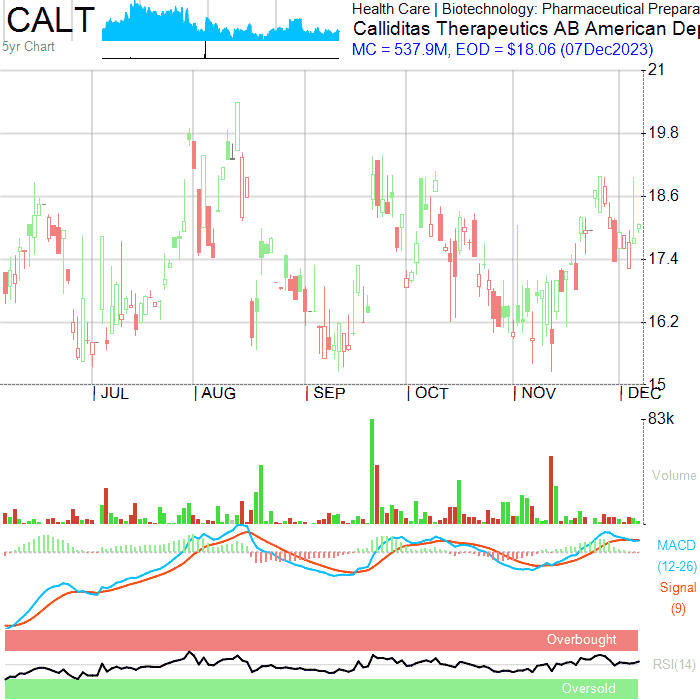 CALT
5yr Chart
Health Care | Biotechnology: Pharmaceutical Prepara
Calliditas Therapeutics AB American Dep
MC = 537.9M, EOD = $18.06 (07Dec2023)
21
19.8
18.6
17.4
16.2
15
JUL
AUG
SEP
OCT
NOV
DEC
83k
Volume
MACD
(12-26)
Signal
(9)
Overbought
RSI(14)
Oversold